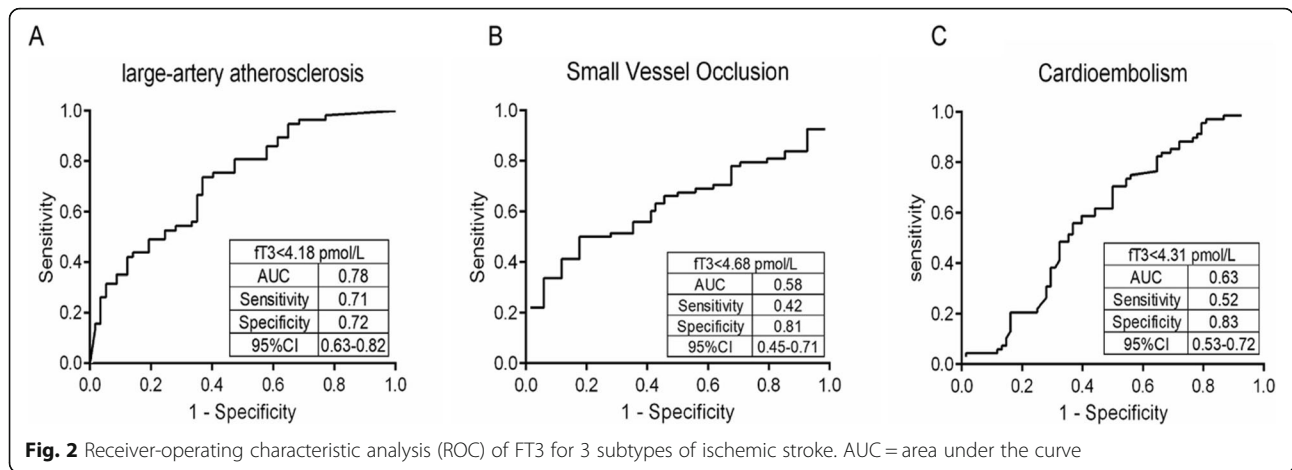 A
large-artery atherosclerosis
Sensitivity
1.0
0.8
0.6
0.4
0.2
0.0
0.0 0.2 0.4 0.6 0.8 1.0
1 - Specificity
fT3<4.18 pmol/L
AUC 0.78
Sensitivity 0.71
Specificity 0.72
95%CI 0.63-0.82
B
Small Vessel Occlusion
Sensitivity
1.0
0.8
0.6
0.4
0.2
0.0
0.0 0.2 0.4 0.6 0.8 1.0
1 - Specificity
fT3<4.68 pmol/L
AUC 0.58
Sensitivity 0.42
Specificity 0.81
95%CI 0.45-0.71
C
Cardioembolism
sensitivity
1.0
0.8
0.6
0.4
0.2
0.0
0.0 0.2 0.4 0.6 0.8 1.0
1 - Specificity
fT3<4.31 pmol/L
AUC 0.63
Sensitivity 0.52
Specificity 0.83
95%CI 0.53-0.72
Fig. 2 Receiver-operating characteristic analysis (ROC) of FT3 for 3 subtypes of ischemic stroke. AUC = area under the curve